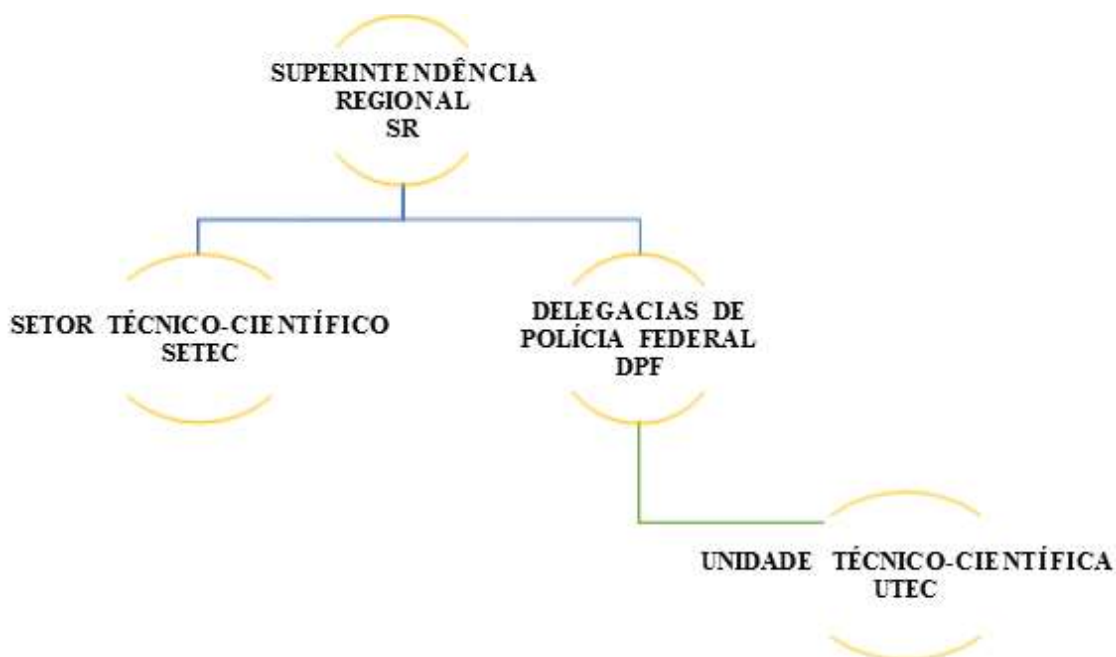 SUPERINTENDÊNCIA
REGIONAL
SR
SETOR TÉCNICO-CIENTÍFICO
SETEC
DELEGACIAS DE
POLÍCIA FEDERAL
DPF
UNIDADE TÉCNICO-CIENTÍFICA
UTEC